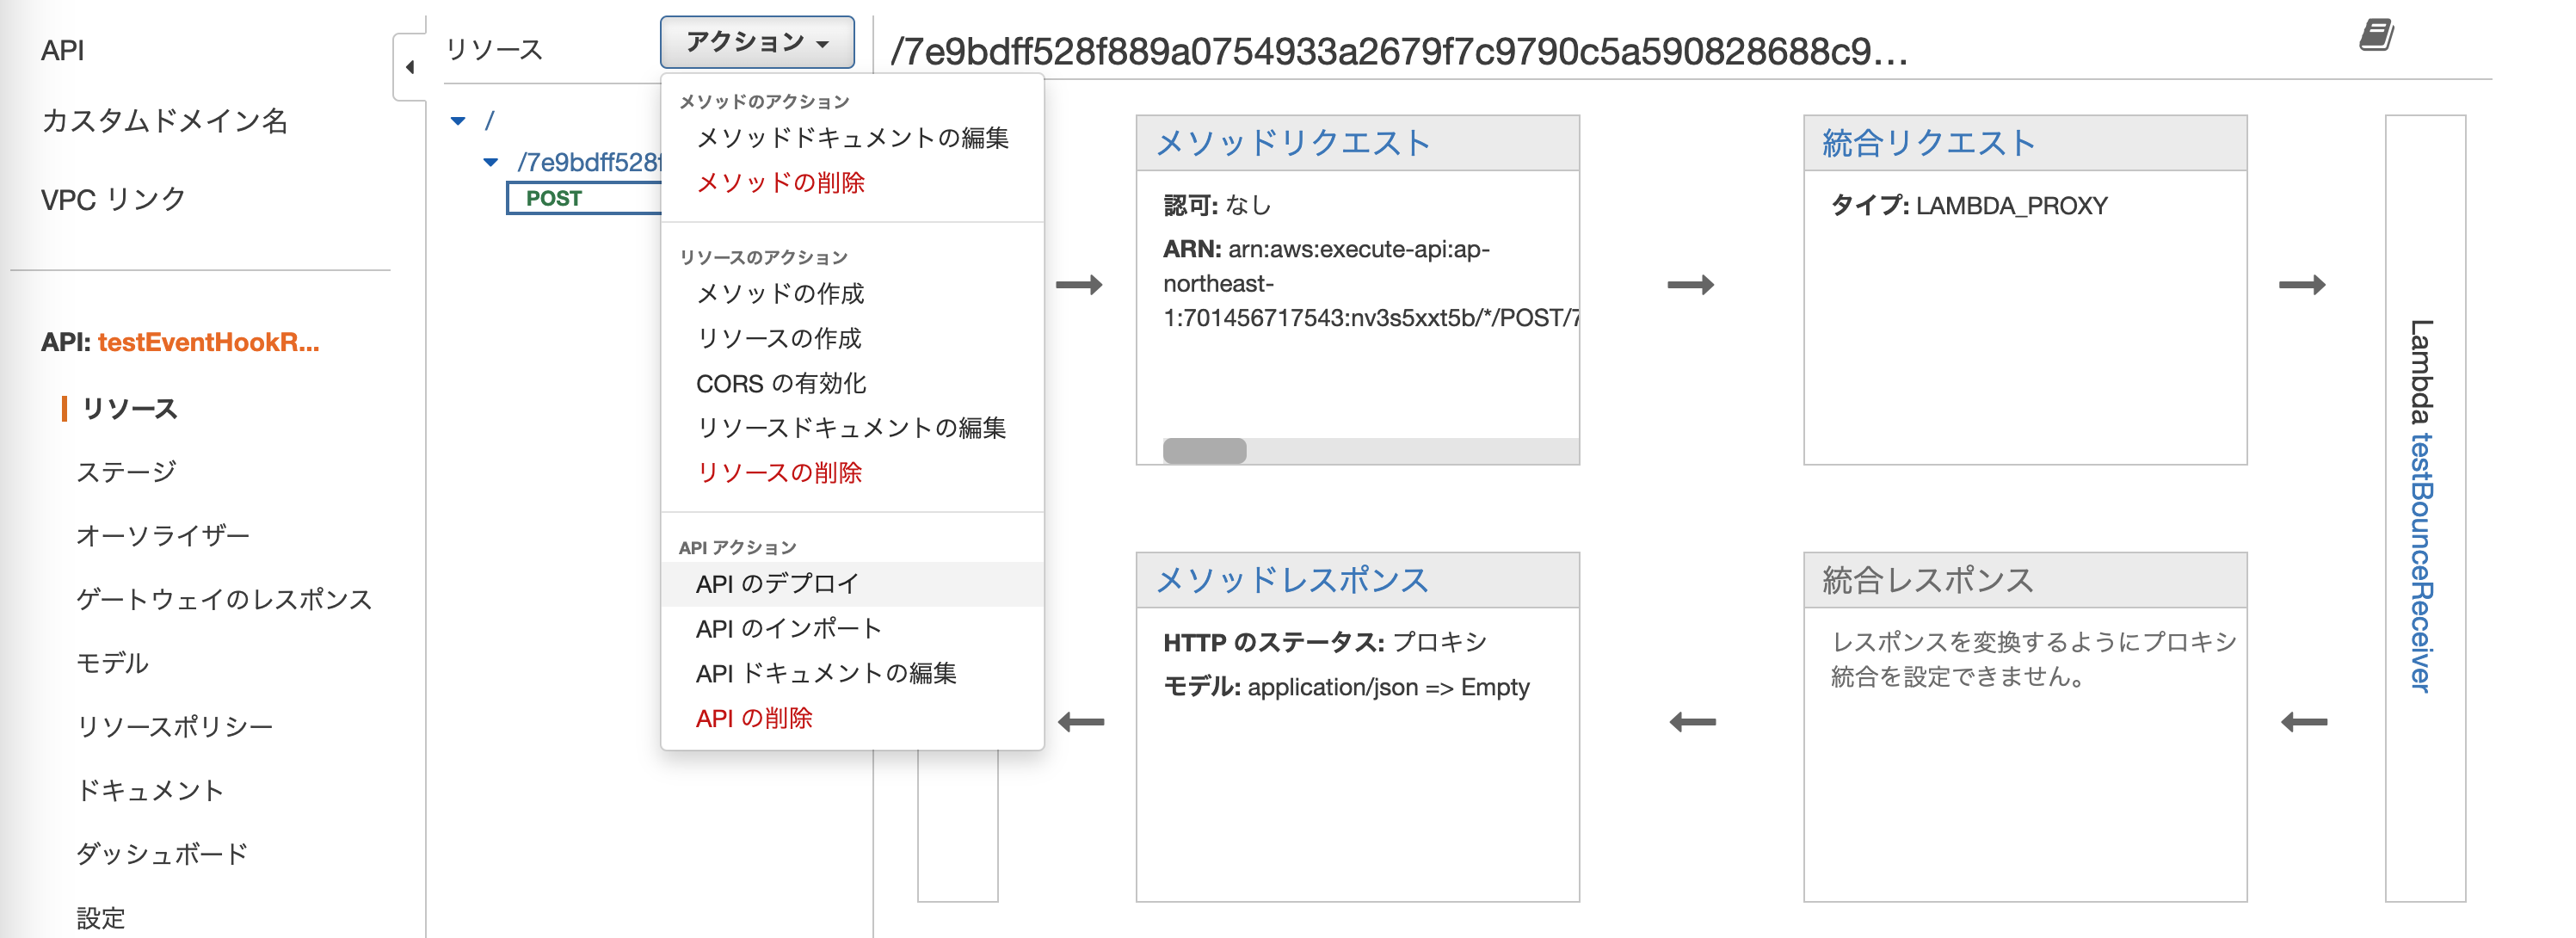 API
カスタムドメイン名
VPC リンク
API: testEventHookR...
リソース
ステージ
オーソライザー
ゲートウェイのレスポンス
モデル
リソースポリシー
ドキュメント
ダッシュボード
設定
リソース
アクション
/
/7e9bdff528f
POST
メソッドのアクション
メソッドドキュメントの編集
メソッドの削除
リソースのアクション
メソッドの作成
リソースの作成
CORS の有効化
リソースドキュメントの編集
リソースの削除
API アクション
API のデプロイ
API のインポート
API ドキュメントの編集
API の削除
/7e9bdff528f889a0754933a2679f7c9790c5a590828688c9...
メソッドリクエスト
認可: なし
ARN: arn:aws:execute-api:ap-
northeast-
1:701456717543:nv3s5xxt5b/*/POST/7
統合リクエスト
タイプ: LAMBDA_PROXY
メソッドレスポンス
HTTP のステータス: プロキシ
モデル: application/json => Empty
統合レスポンス
レスポンスを変換するようにプロキシ
統合を設定できません。
Lambda testBounceReceiver